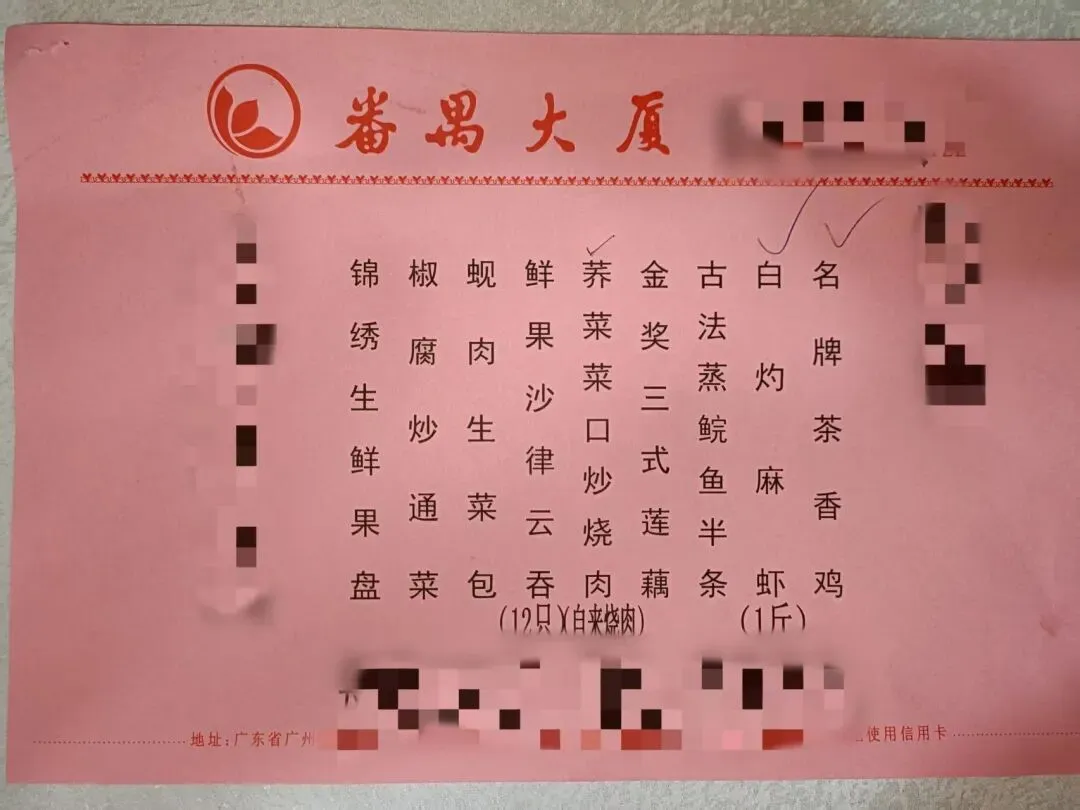 番禺大厦
名牌茶香鸡
白灼麻虾
(1斤)
古法蒸鲩鱼半条
金奖三式莲藕
荞菜菜口炒烧肉
(自来烧肉)
鲜果沙律云吞
(12只)
蚬肉生菜包
椒腐炒通菜
锦绣生鲜果盘
地址:广东省广州
使用信用卡